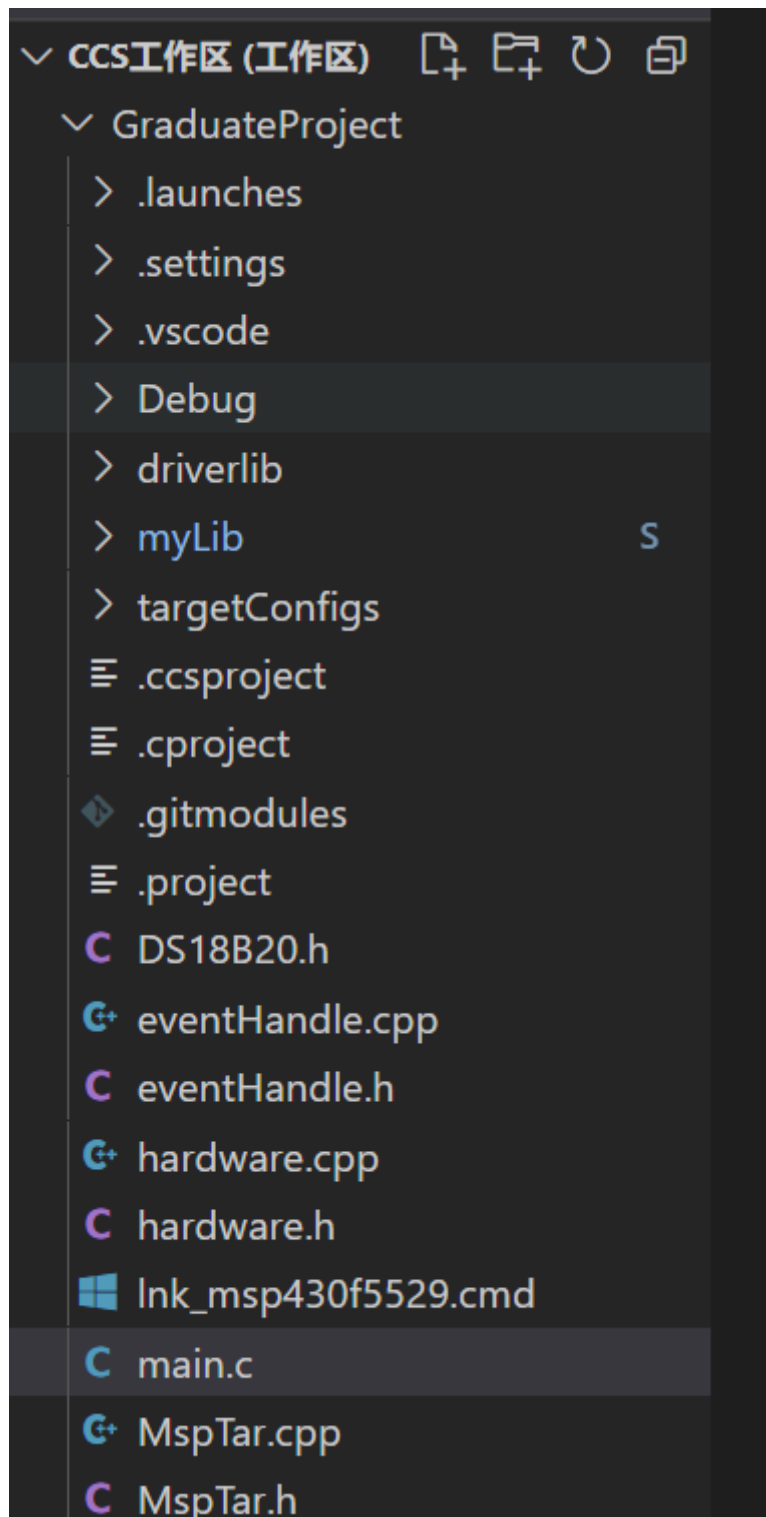 CCS工作区 (工作区)
GraduateProject
.launches
.settings
.vscode
Debug
driverlib
myLib S
targetConfigs
.ccsproject
.cproject
.gitmodules
.project
C DS18B20.h
C++ eventHandle.cpp
C eventHandle.h
C++ hardware.cpp
C hardware.h
lnk_msp430f5529.cmd
C main.c
C++ MspTar.cpp
C MspTar.h